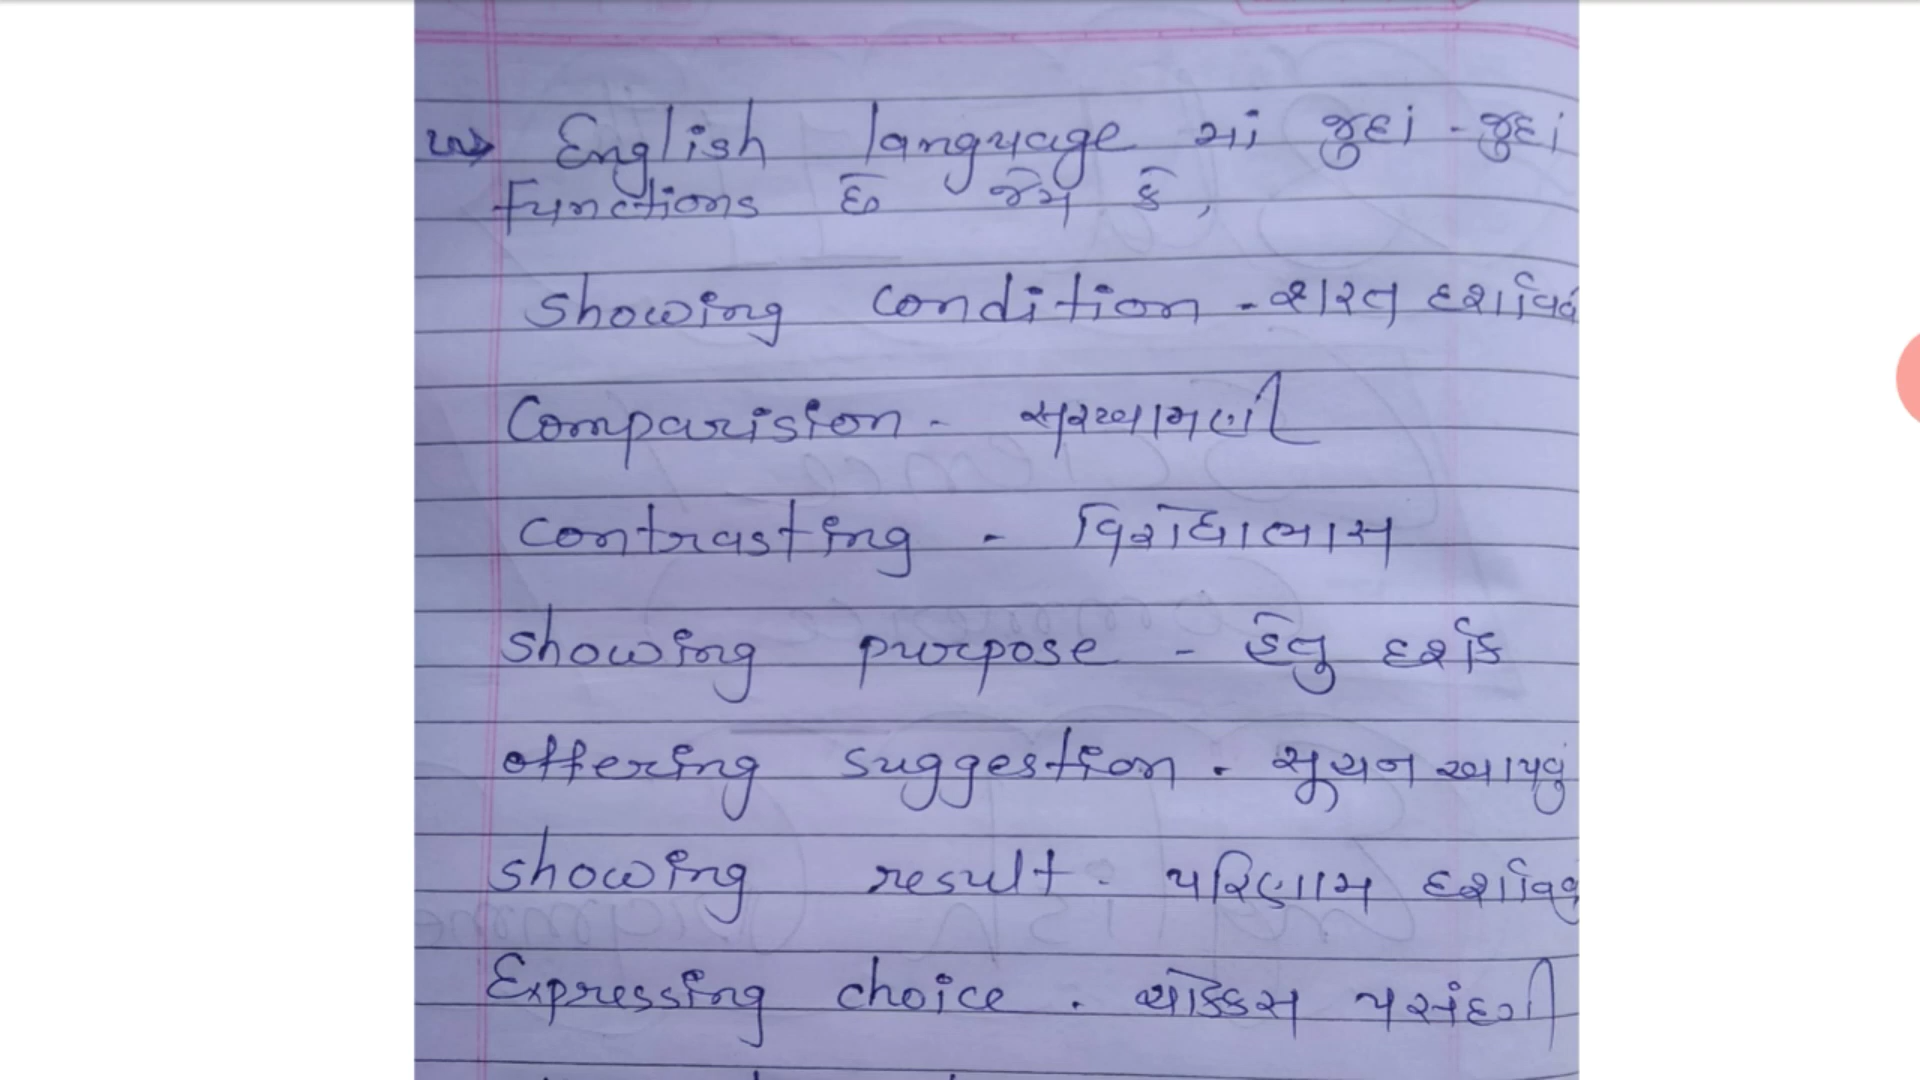 English language માં જુદાં-જુદાં
Functions છે જેમ કે,
Showing condition - શરત દર્શાવવું
Comparision - સરખામણી
Contrasting - વિરોધાભાસ
Showing purpose - હેતુ દર્શક
offering suggestion - સૂચન આપવું
showing result - પરિણામ દર્શાવવુ
Expressing choice - ચોક્કસ પસંદગી